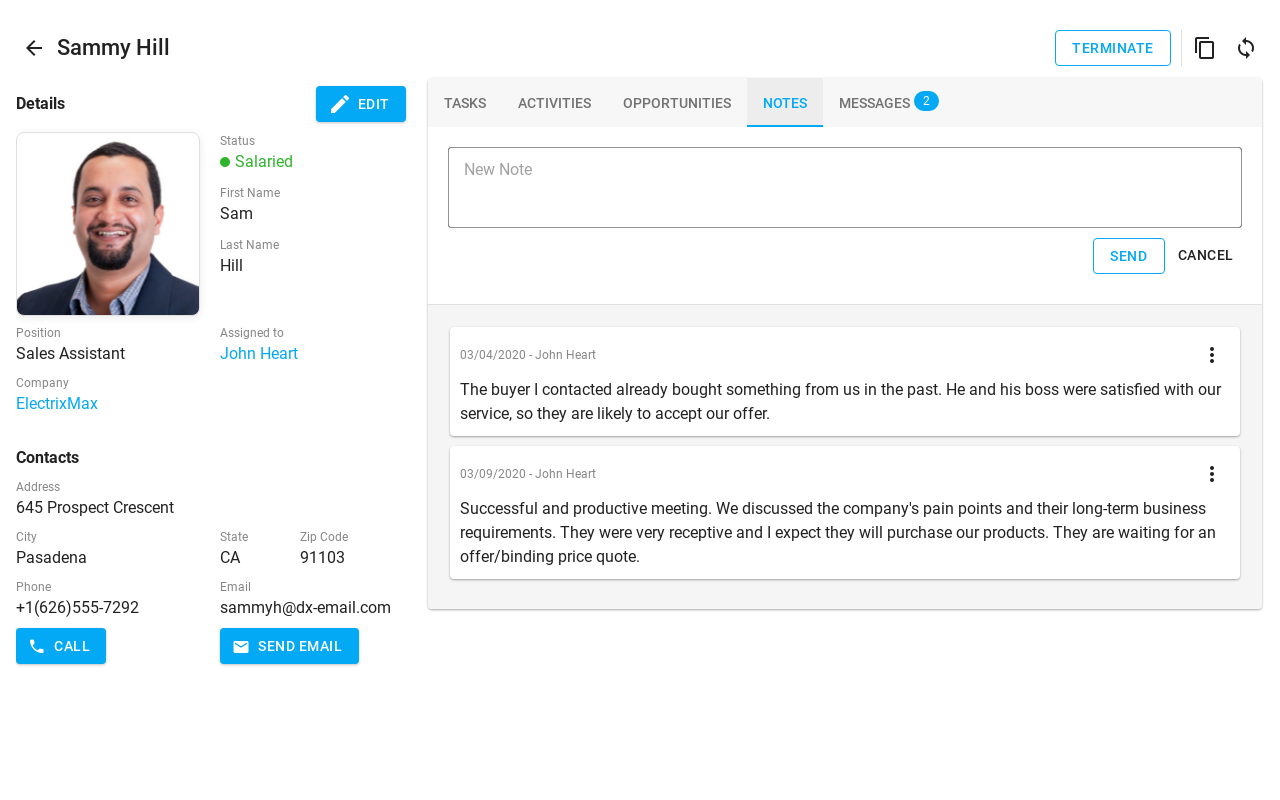 Sammy Hill
TERMINATE
Details
EDIT
Status
Salaried
First Name
Sam
Last Name
Hill
Position
Sales Assistant
Assigned to
John Heart
Company
ElectrixMax
Contacts
Address
645 Prospect Crescent
City
Pasadena
State
CA
Zip Code
91103
Phone
+1(626)555-7292
Email
sammyh@dx-email.com
CALL
SEND EMAIL
TASKS
ACTIVITIES
OPPORTUNITIES
NOTES
MESSAGES 2
New Note
SEND
CANCEL
03/04/2020 - John Heart
The buyer I contacted already bought something from us in the past. He and his boss were satisfied with our
service, so they are likely to accept our offer.
03/09/2020 - John Heart
Successful and productive meeting. We discussed the company's pain points and their long-term business
requirements. They were very receptive and I expect they will purchase our products. They are waiting for an
offer/binding price quote.